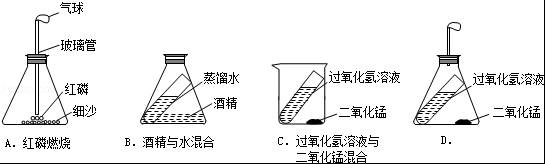 气球
玻璃管
红磷
细沙
A．红磷燃烧
蒸馏水
酒精
B．酒精与水混合
过氧化氢溶液
二氧化锰
C．过氧化氢溶液与
二氧化锰混合
过氧化氢溶液
二氧化锰
D．